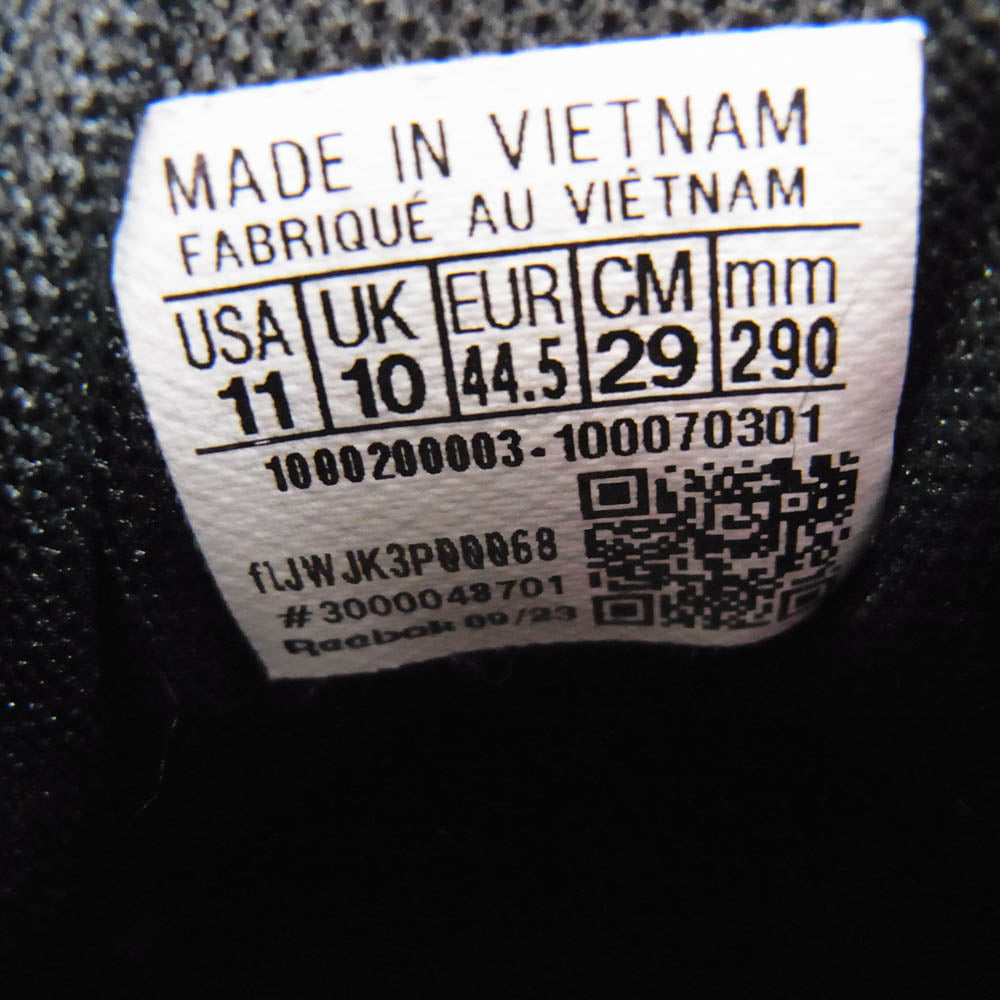 MADE IN VIETNAM
FABRIQUÉ AU VIÊTNAM
USA UK EUR CM mm
11 10 44.5 29 290
1000200003-100070301
#3000048701
Reebok 09/23